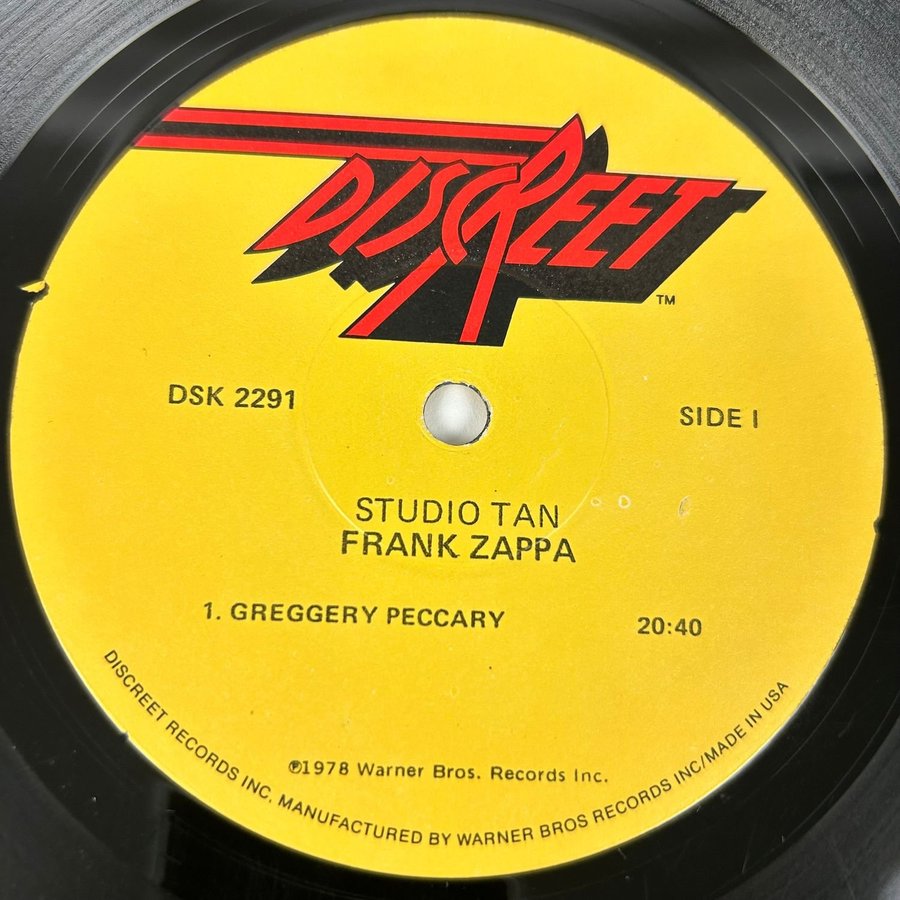 DISCREET
TM
DSK 2291
SIDE I
STUDIO TAN
FRANK ZAPPA
1. GREGGERY PECCARY 20:40
℗1978 Warner Bros. Records Inc.
DISCREET RECORDS INC. MANUFACTURED BY WARNER BROS RECORDS INC/MADE IN USA